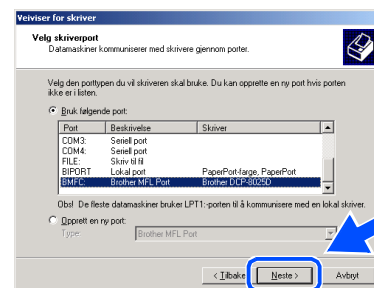 Veiviser for skriver
Velg skriverport
Datamaskiner kommuniserer med skrivere gjennom porter.
Velg den porttypen du vil skriveren skal bruke. Du kan opprette en ny port hvis porten
ikke er i listen.
Bruk følgende port:
Port Beskrivelse Skriver
COM3: Seriell port
COM4: Seriell port
FILE: Skriv til fil
BIPORT Lokal port PaperPort-farge, PaperPort
BMFC: Brother MFL Port Brother DCP-8025D
Obs! De fleste datamaskiner bruker LPT1:-porten til å kommunisere med en lokal skriver.
Opprett en ny port:
Type: Brother MFL Port
< Tilbake Neste > Avbryt